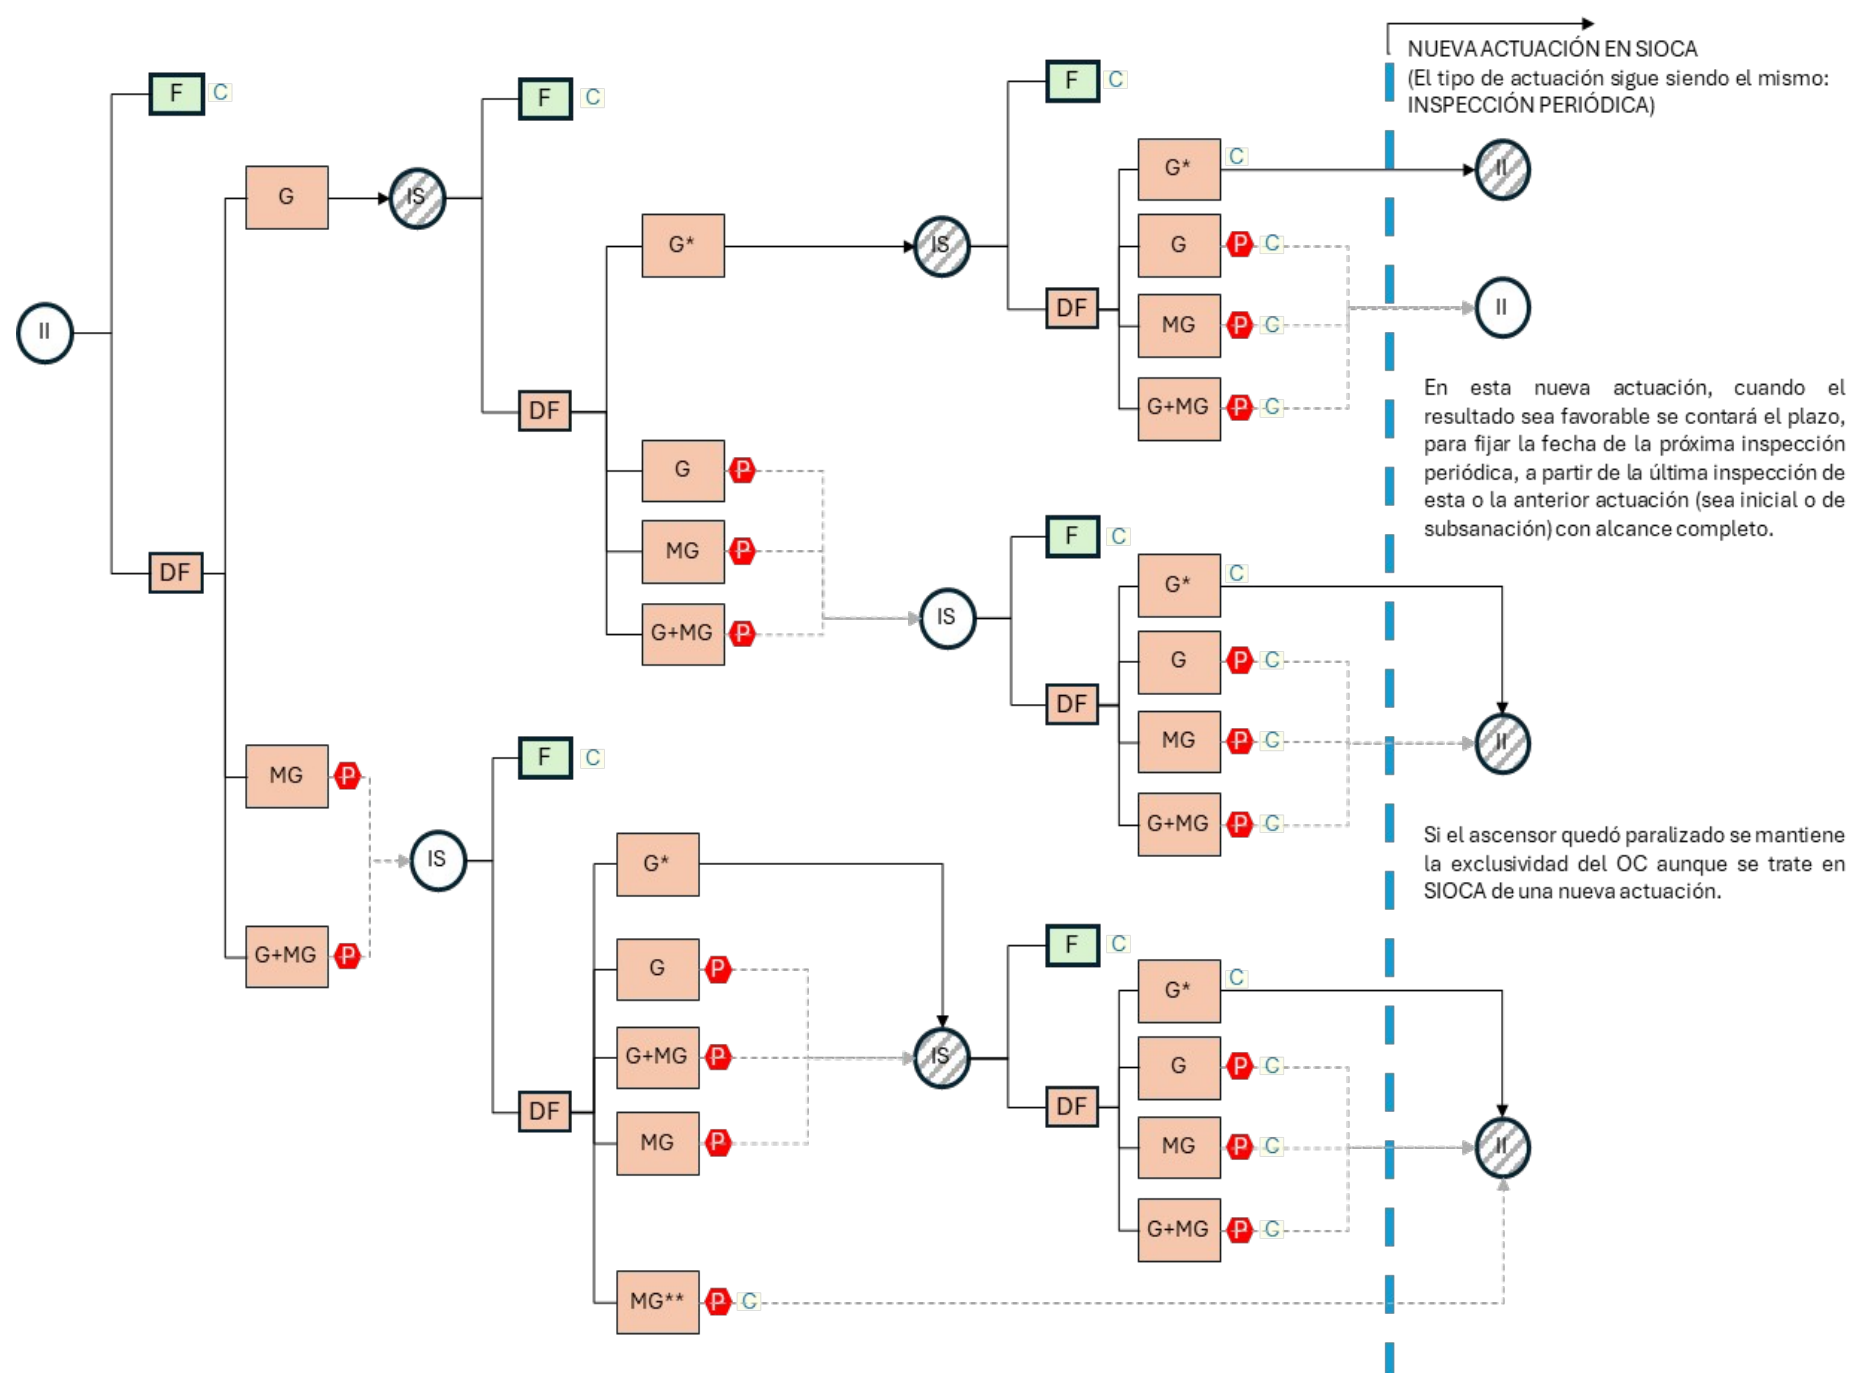 NUEVA ACTUACIÓN EN SIOCA
(El tipo de actuación sigue siendo el mismo:
INSPECCIÓN PERIÓDICA)
F C
F C
F C
G* C
II
G
IS
G*
IS
G P C
II
DF
II
MG P C
DF
G+MG P C
En esta nueva actuación, cuando el
resultado sea favorable se contará el plazo,
para fijar la fecha de la próxima inspección
periódica, a partir de la última inspección de
esta o la anterior actuación (sea inicial o de
subsanación) con alcance completo.
G P
MG P
G+MG P
DF
IS
F C
G* C
G P C
DF
MG P C
II
G+MG P C
MG P
G+MG P
IS
F C
Si el ascensor quedó paralizado se mantiene
la exclusividad del OC aunque se trate en
SIOCA de una nueva actuación.
G*
G P
G+MG P
DF
MG P
MG** P C
IS
F C
G* C
G P C
DF
MG P C
G+MG P C
II